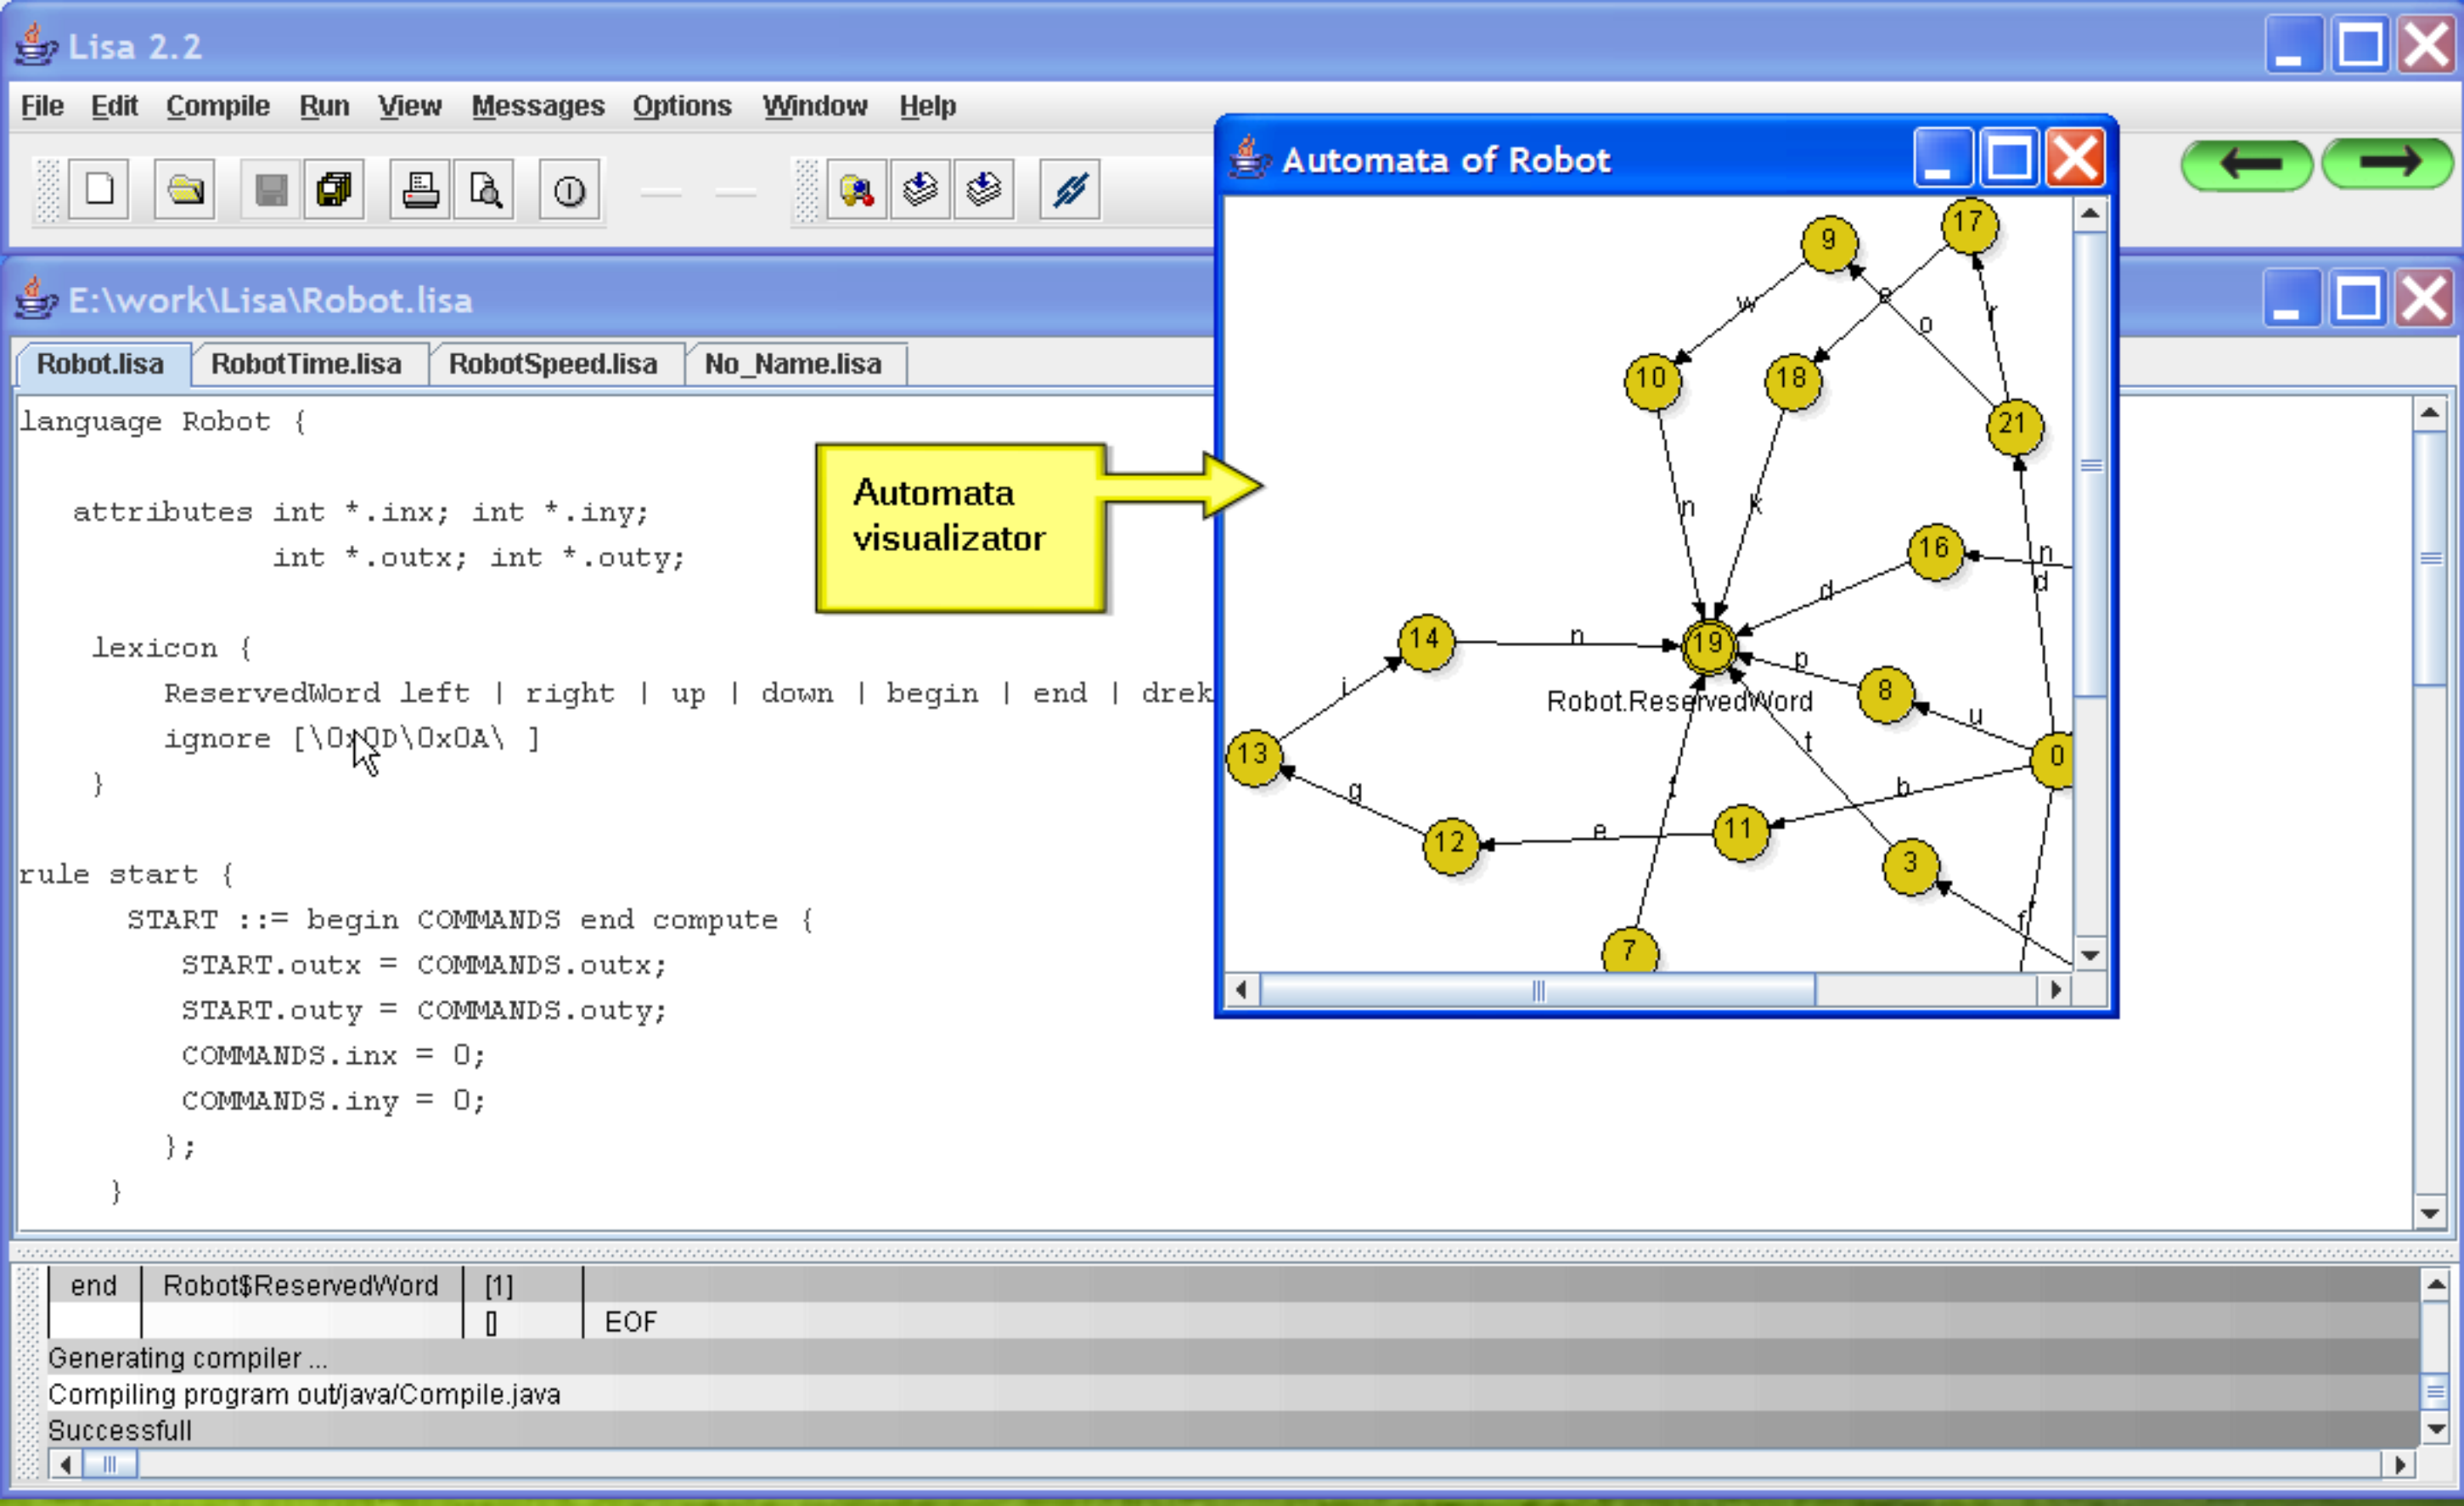 Lisa 2.2
File Edit Compile Run View Messages Options Window Help
E:\work\Lisa\Robot.lisa
Robot.lisa RobotTime.lisa RobotSpeed.lisa No_Name.lisa
language Robot {
attributes int *.inx; int *.iny;
int *.outx; int *.outy;
lexicon {
ReservedWord left | right | up | down | begin | end | drek
ignore [\0x0D\0x0A\ ]
}
rule start {
START ::= begin COMMANDS end compute {
START.outx = COMMANDS.outx;
START.outy = COMMANDS.outy;
COMMANDS.inx = 0;
COMMANDS.iny = 0;
};
}
Automata
visualizator
Automata of Robot
9 17
w e o r
10 18 21
n k
16 n
d d
14 n 19 p
Robot.ReservedWord 8
i u
13 t 0
g t b
12 e 11
3
f
7
end Robot$ReservedWord [1]
[] EOF
Generating compiler ...
Compiling program out/java/Compile.java
Successfull